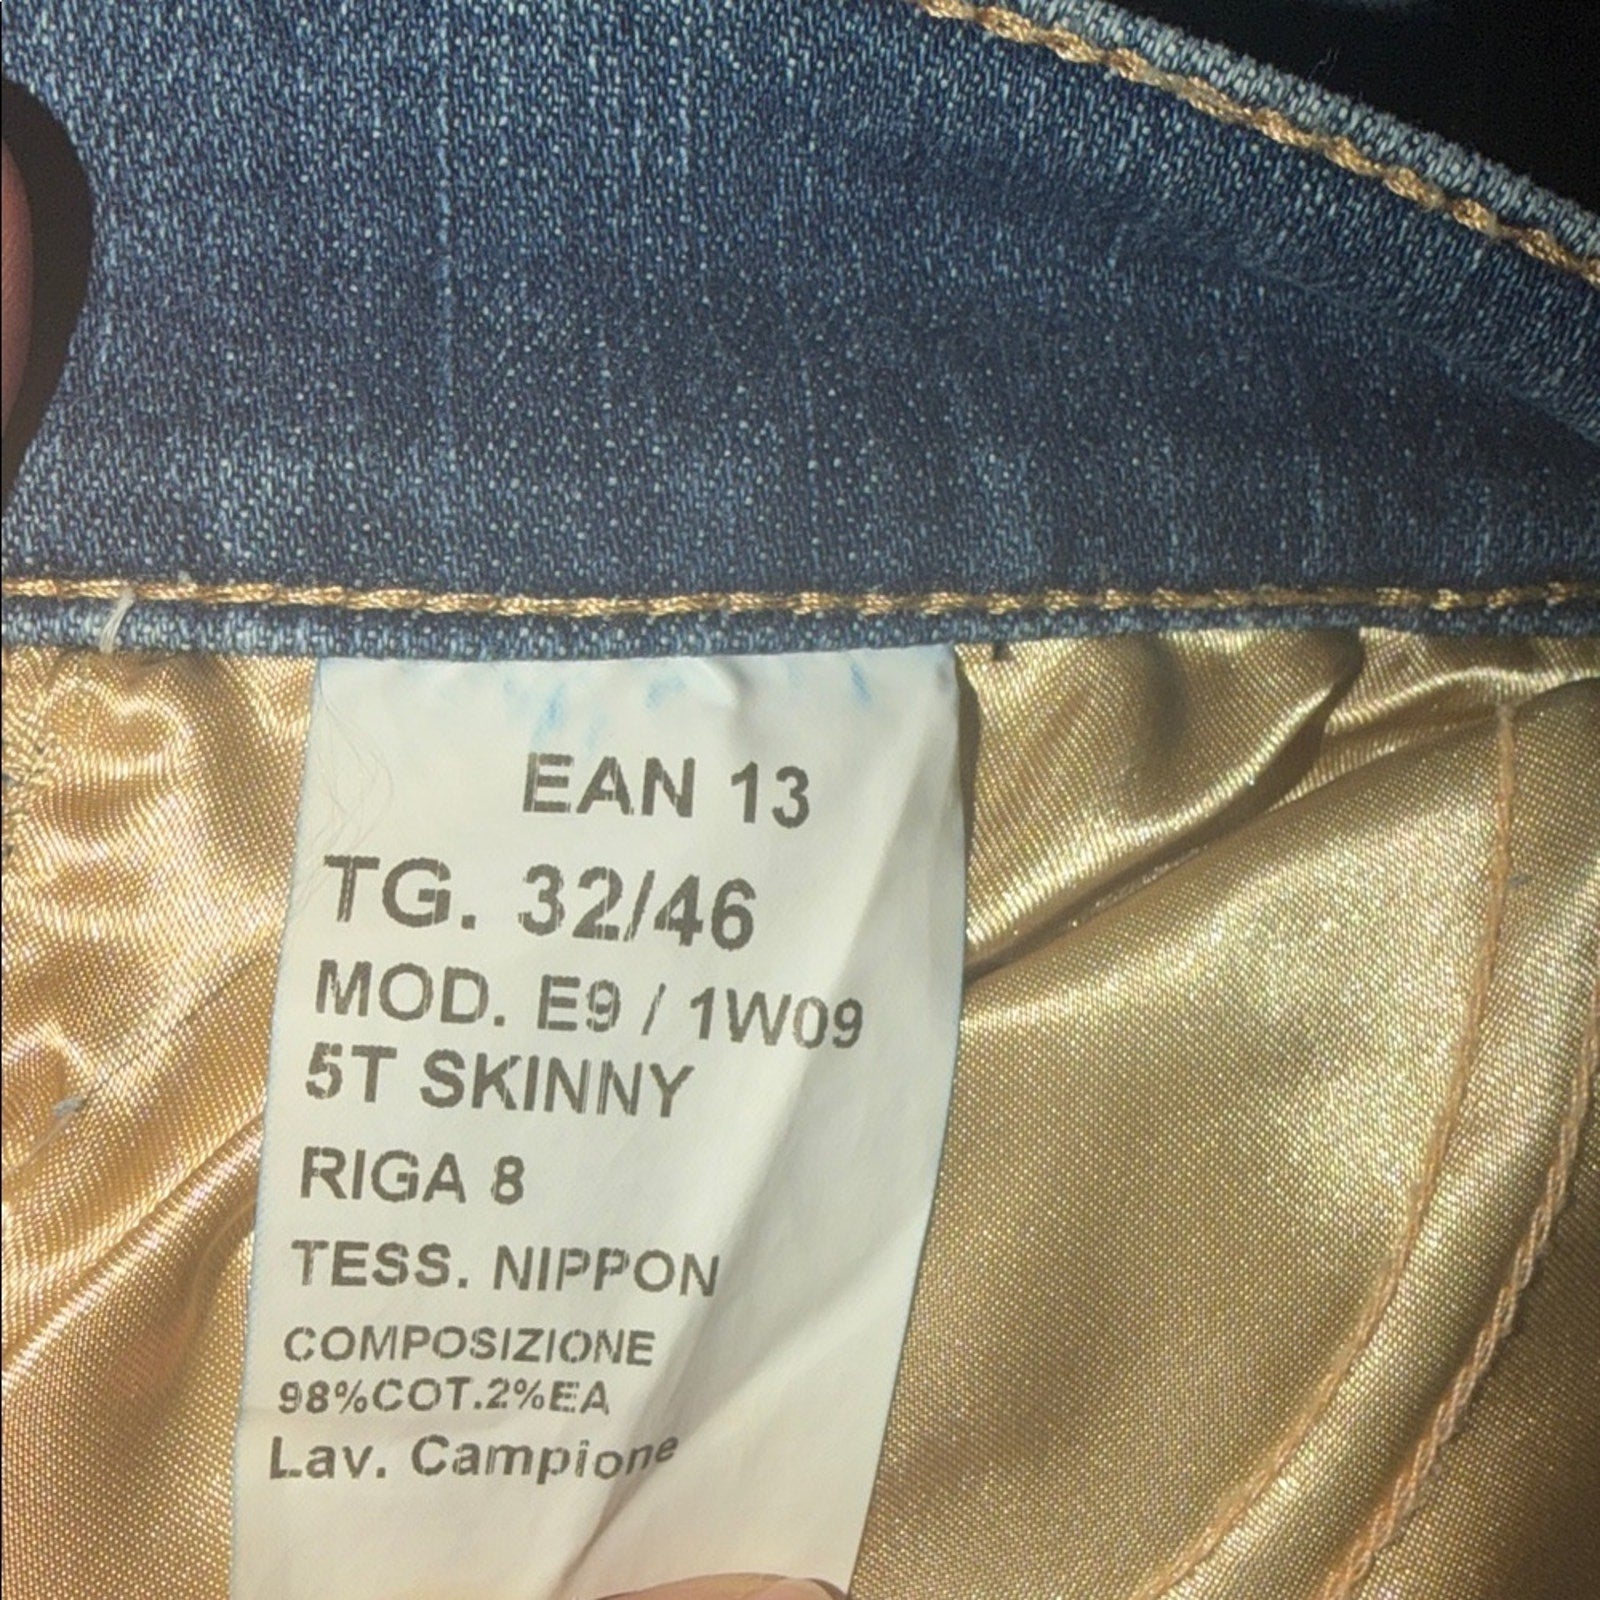 EAN 13
TG. 32/46
MOD. E9 / 1W09
5T SKINNY
RIGA 8
TESS. NIPPON
COMPOSIZIONE
98%COT.2%EA
Lav. Campione